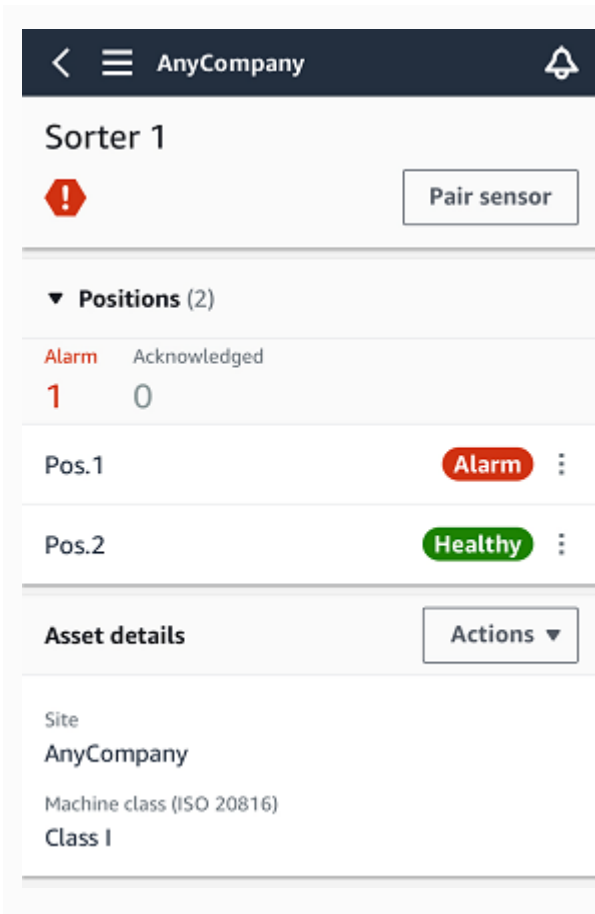 AnyCompany
Sorter 1
Pair sensor
Positions (2)
Alarm Acknowledged
1 0
Pos.1 Alarm
Pos.2 Healthy
Asset details Actions
Site
AnyCompany
Machine class (ISO 20816)
Class I